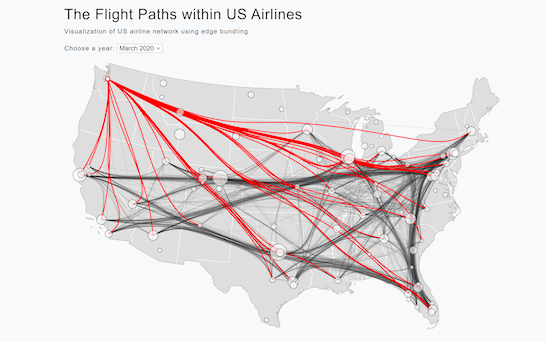 The Flight Paths within US Airlines
Visualization of US airline network using edge bundling
Choose a year: March 2020